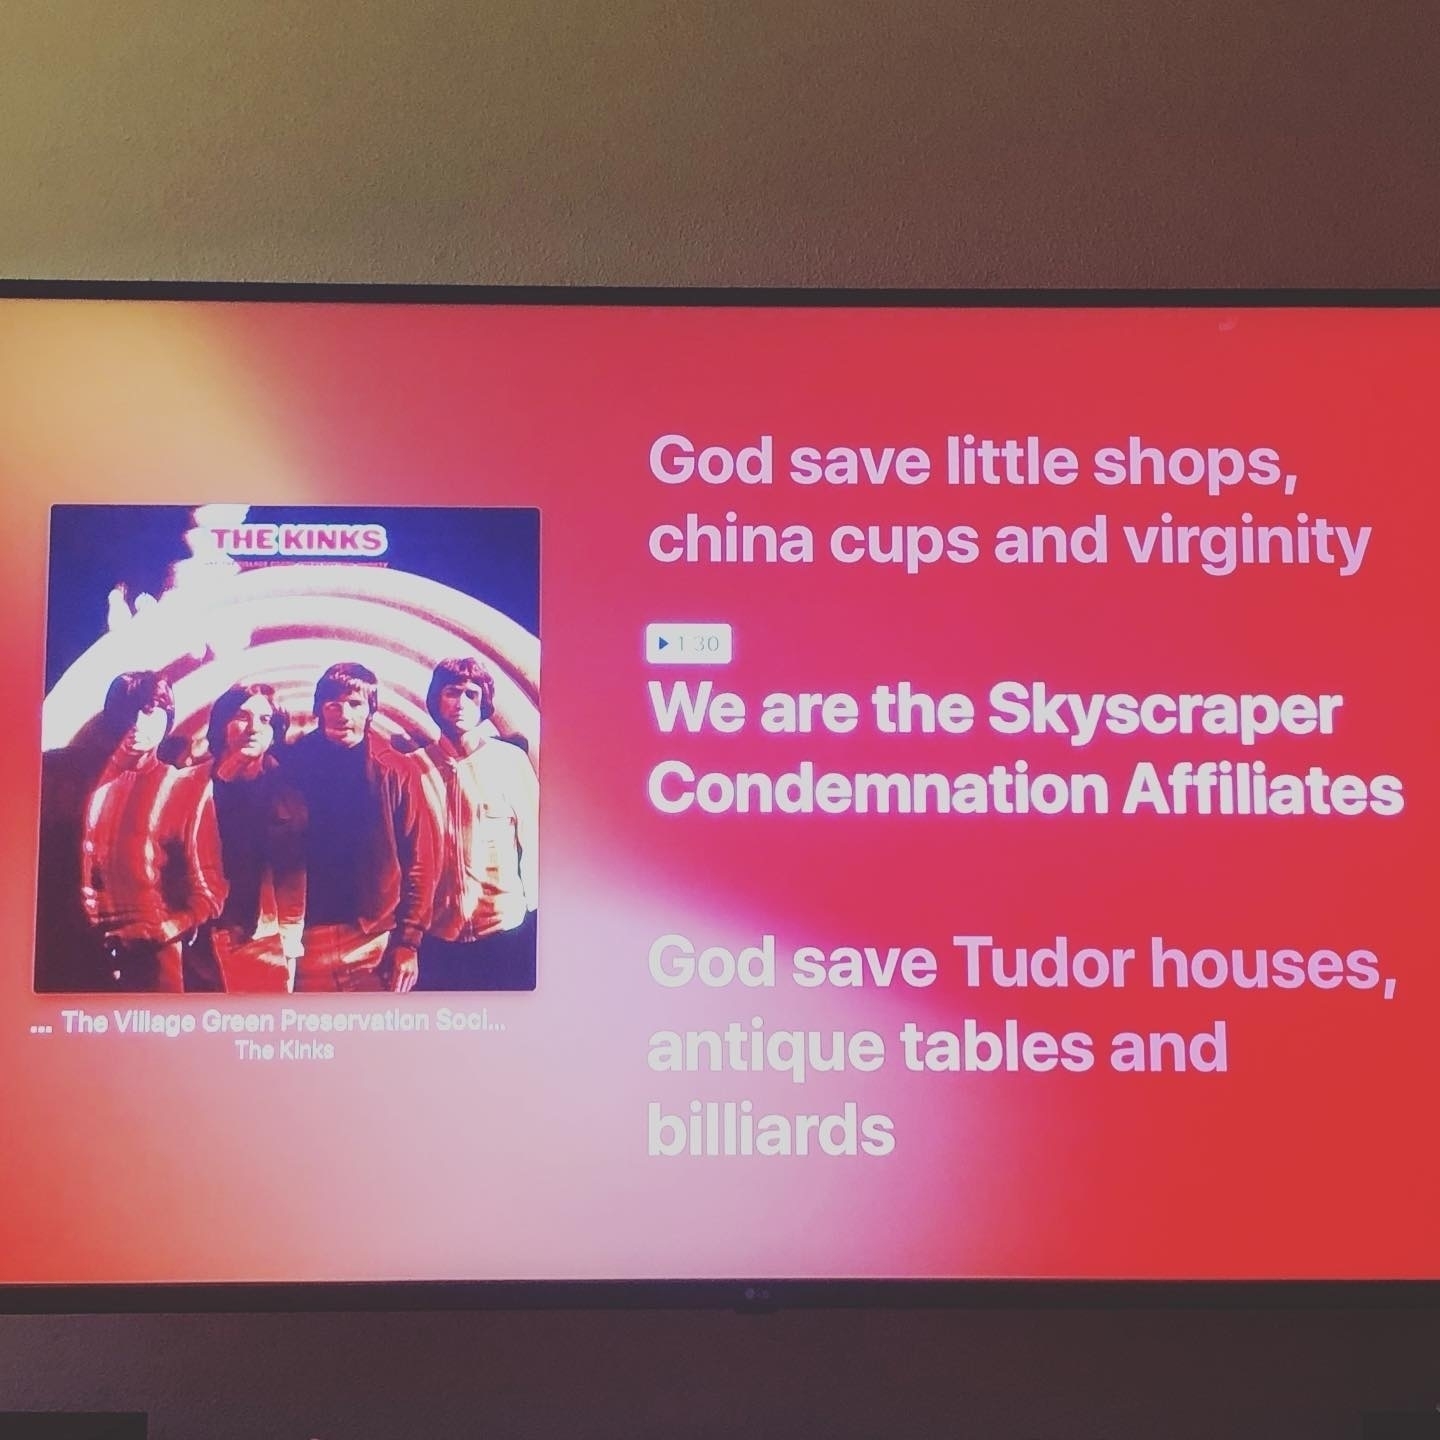 THE KINKS
... The Village Green Preservation Soci...
The Kinks
God save little shops,
china cups and virginity
1:30
We are the Skyscraper
Condemnation Affiliates
God save Tudor houses,
antique tables and
billiards
LG